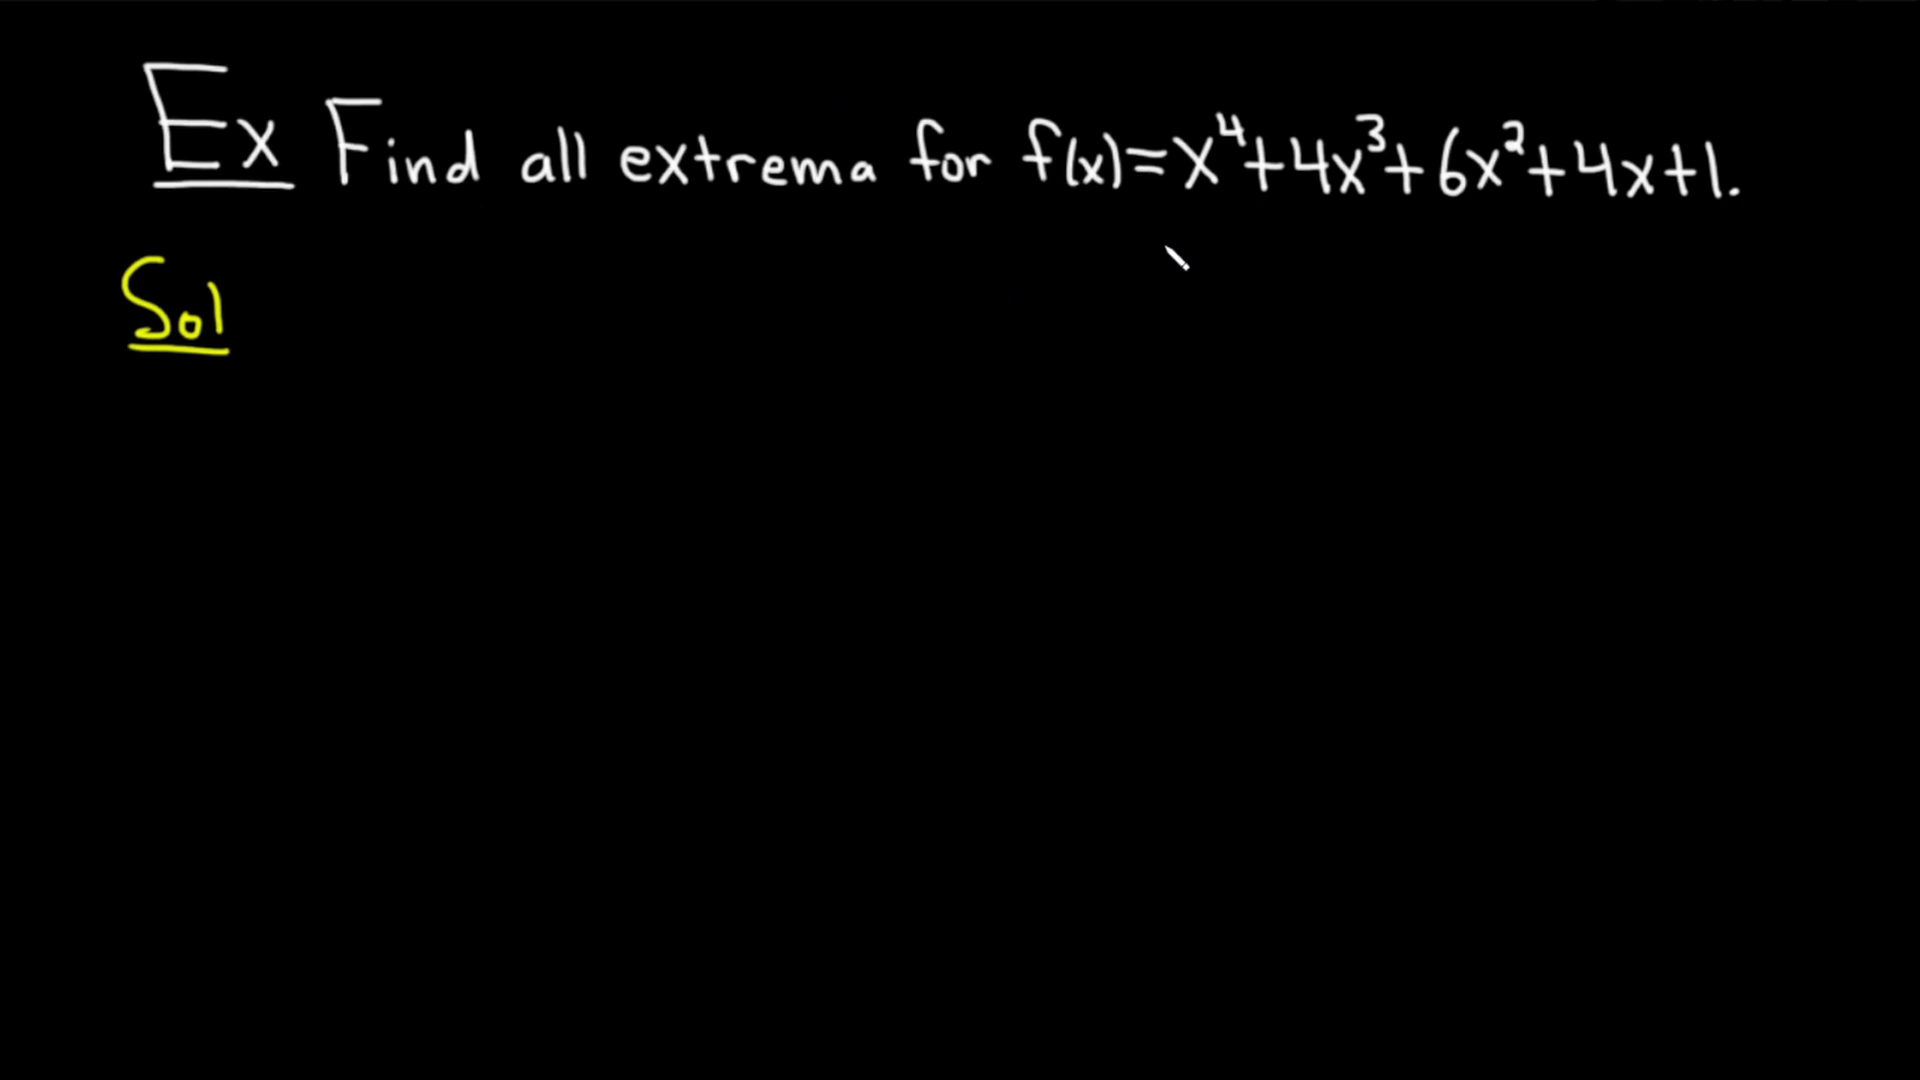 Ex Find all extrema for f(x)=x⁴+4x³+6x²+4x+1.
Sol